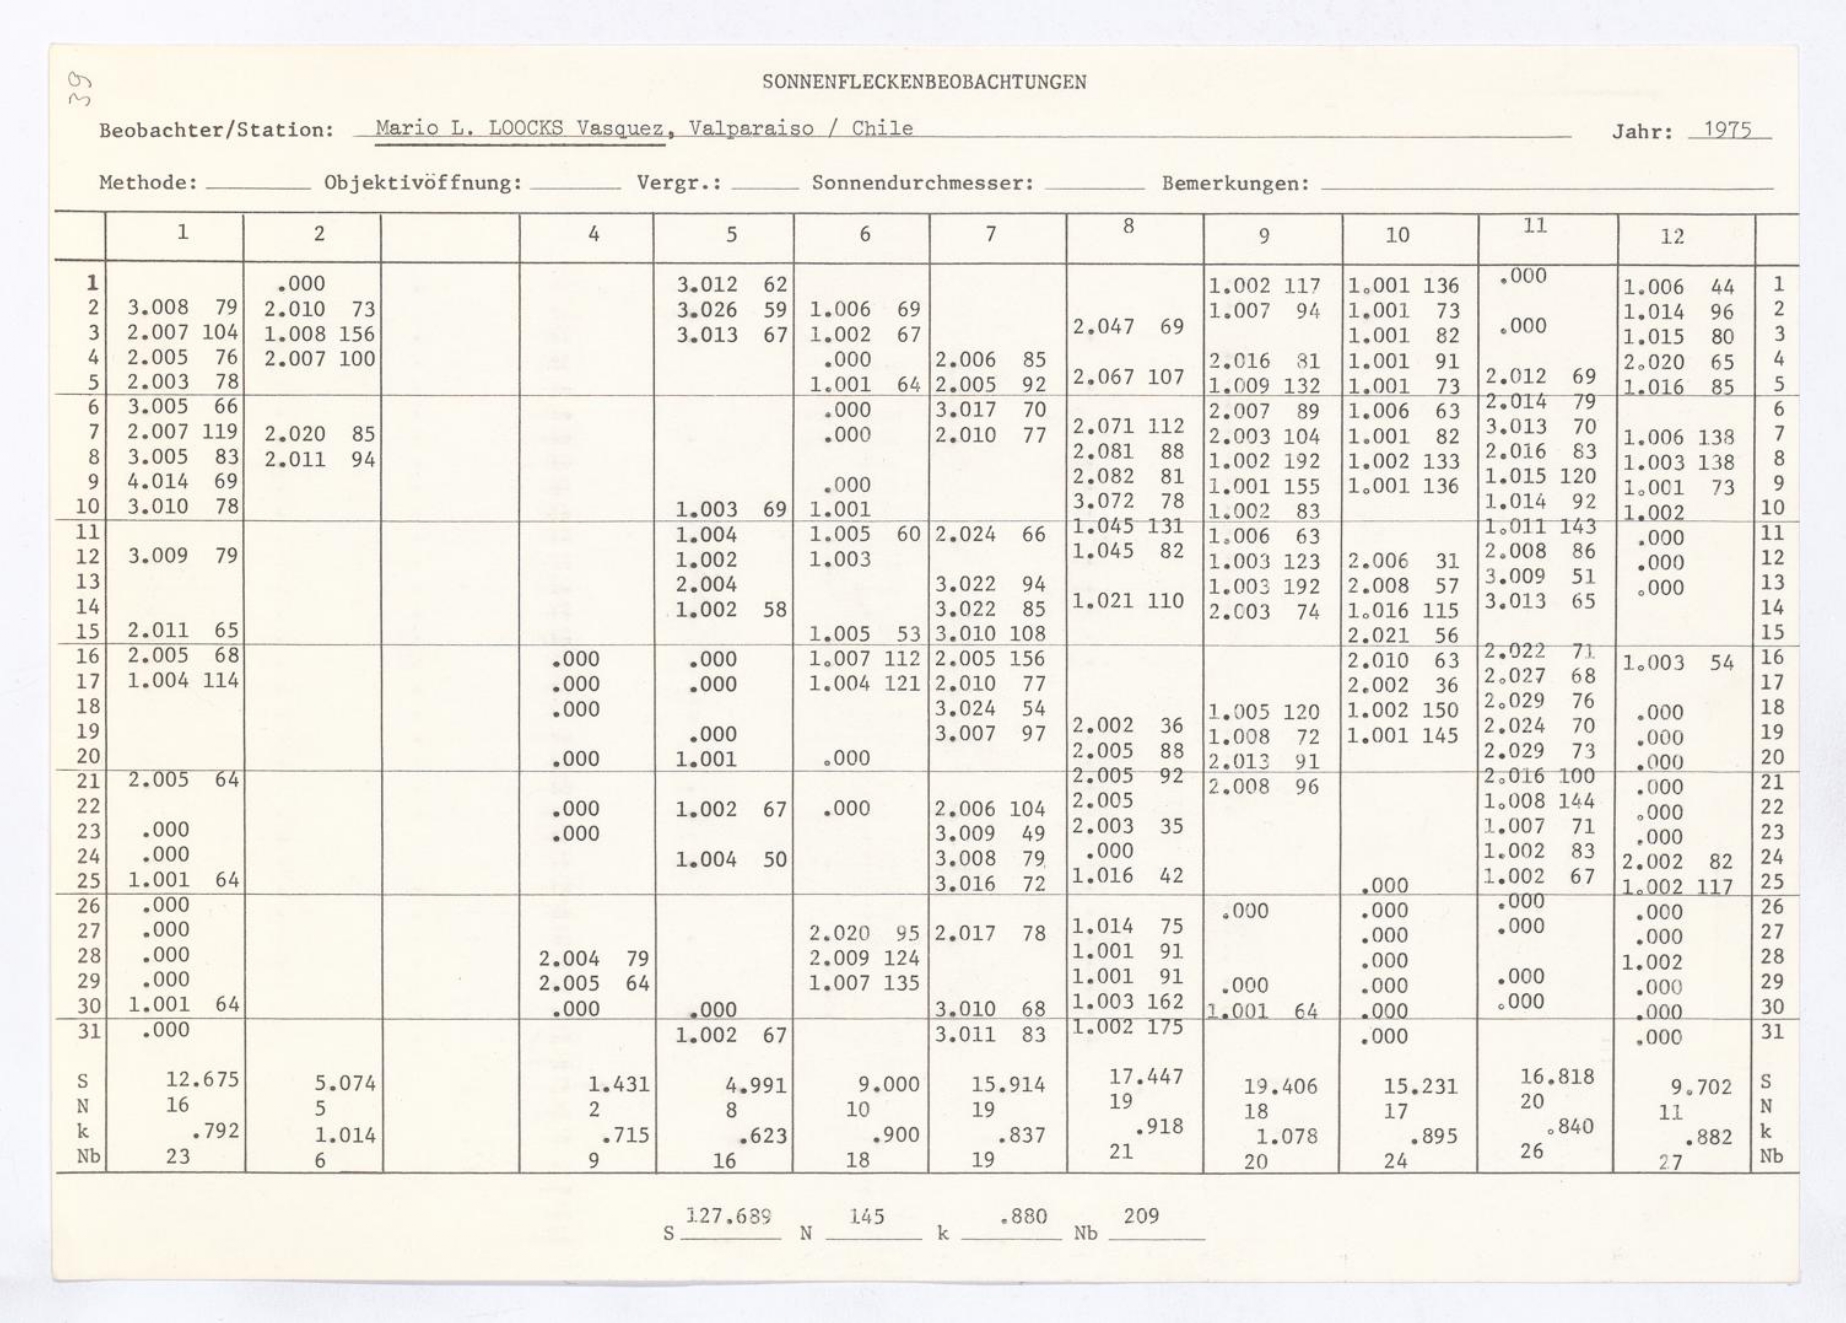 39
SONNENFLECKENBEOBACHTUNGEN
Beobachter/Station: Mario L. LOOCKS Vasquez, Valparaiso / Chile Jahr: 1975
Methode: Objektivöffnung: Vergr.: Sonnendurchmesser: Bemerkungen:
1 2 4 5 6 7 8 9 10 11 12
1 .000 3.012 62 1.002 117 1.001 136 .000 1.006 44 1
2 3.008 79 2.010 73 3.026 59 1.006 69 1.007 94 1.001 73 1.014 96 2
3 2.007 104 1.008 156 3.013 67 1.002 67 2.047 69 1.001 82 .000 1.015 80 3
4 2.005 76 2.007 100 .000 2.006 85 2.016 81 1.001 91 2.020 65 4
5 2.003 78 1.001 64 2.005 92 2.067 107 1.009 132 1.001 73 2.012 69 1.016 85 5
6 3.005 66 .000 3.017 70 2.007 89 1.006 63 2.014 79 6
7 2.007 119 2.020 85 .000 2.010 77 2.071 112 2.003 104 1.001 82 3.013 70 1.006 138 7
8 3.005 83 2.011 94 2.081 88 1.002 192 1.002 133 2.016 83 1.003 138 8
9 4.014 69 .000 2.082 81 1.001 155 1.001 136 1.015 120 1.001 73 9
10 3.010 78 1.003 69 1.001 3.072 78 1.002 83 1.014 92 1.002 10
11 1.004 1.005 60 2.024 66 1.045 131 1.006 63 1.011 143 .000 11
12 3.009 79 1.002 1.003 1.045 82 1.003 123 2.006 31 2.008 86 .000 12
13 2.004 3.022 94 1.003 192 2.008 57 3.009 51 .000 13
14 1.002 58 3.022 85 1.021 110 2.003 74 1.016 115 3.013 65 14
15 2.011 65 1.005 53 3.010 108 2.021 56 15
16 2.005 68 .000 .000 1.007 112 2.005 156 2.010 63 2.022 71 1.003 54 16
17 1.004 114 .000 .000 1.004 121 2.010 77 2.002 36 2.027 68 17
18 .000 3.024 54 1.005 120 1.002 150 2.029 76 .000 18
19 .000 3.007 97 2.002 36 1.008 72 1.001 145 2.024 70 .000 19
20 .000 1.001 .000 2.005 88 2.013 91 2.029 73 .000 20
21 2.005 64 2.005 92 2.008 96 2.016 100 .000 21
22 .000 1.002 67 .000 2.006 104 2.005 1.008 144 .000 22
23 .000 .000 3.009 49 2.003 35 1.007 71 .000 23
24 .000 1.004 50 3.008 79 .000 1.002 83 2.002 82 24
25 1.001 64 3.016 72 1.016 42 .000 1.002 67 1.002 117 25
26 .000 .000 .000 .000 .000 26
27 .000 2.020 95 2.017 78 1.014 75 .000 .000 .000 27
28 .000 2.004 79 2.009 124 1.001 91 .000 1.002 28
29 .000 2.005 64 1.007 135 1.001 91 .000 .000 .000 .000 29
30 1.001 64 .000 .000 3.010 68 1.003 162 1.001 64 .000 .000 .000 30
31 .000 1.002 67 3.011 83 1.002 175 .000 .000 31
S 12.675 5.074 1.431 4.991 9.000 15.914 17.447 19.406 15.231 16.818 9.702 S
N 16 5 2 8 10 19 19 18 17 20 11 N
k .792 1.014 .715 .623 .900 .837 .918 1.078 .895 .840 .882 k
Nb 23 6 9 16 18 19 21 20 24 26 27 Nb
S 127.689 N 145 k .880 Nb 209